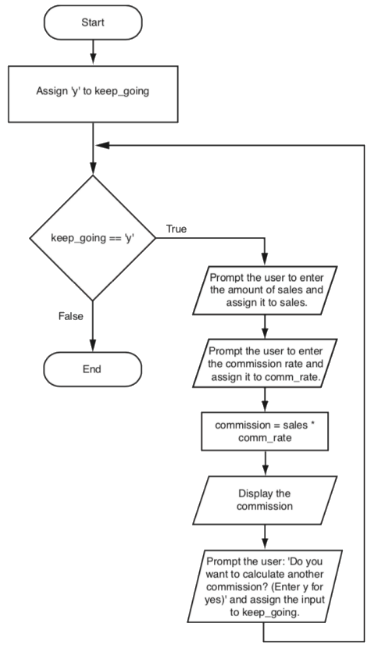 Start
Assign 'y' to keep_going
keep_going == 'y'
True
False
End
Prompt the user to enter
the amount of sales and
assign it to sales.
Prompt the user to enter
the commission rate and
assign it to comm_rate.
commission = sales *
comm_rate
Display the
commission
Prompt the user: 'Do you
want to calculate another
commission? (Enter y for
yes)' and assign the input
to keep_going.